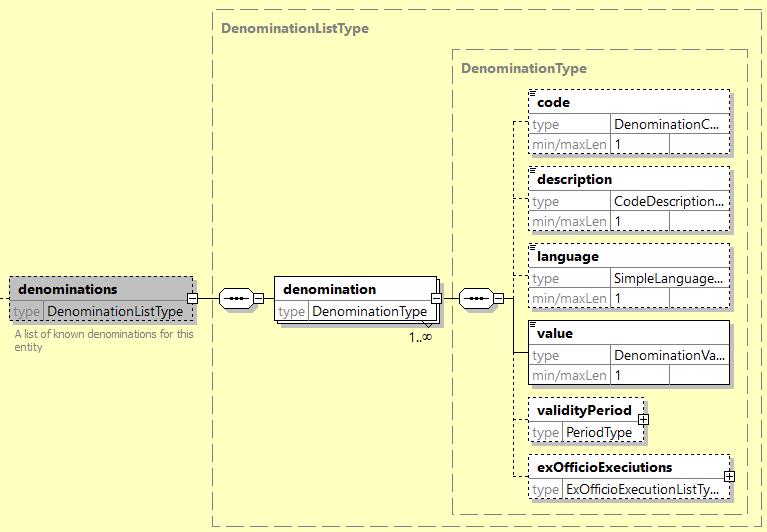 DenominationListType
DenominationType
code
type DenominationC...
min/maxLen 1
description
type CodeDescription...
min/maxLen 1
language
type SimpleLanguage...
min/maxLen 1
denominations
type DenominationListType
A list of known denominations for this
entity
denomination
type DenominationType
1..∞
value
type DenominationVa...
min/maxLen 1
validityPeriod
type PeriodType
exOfficioExeciutions
type ExOfficioExecutionListTy...